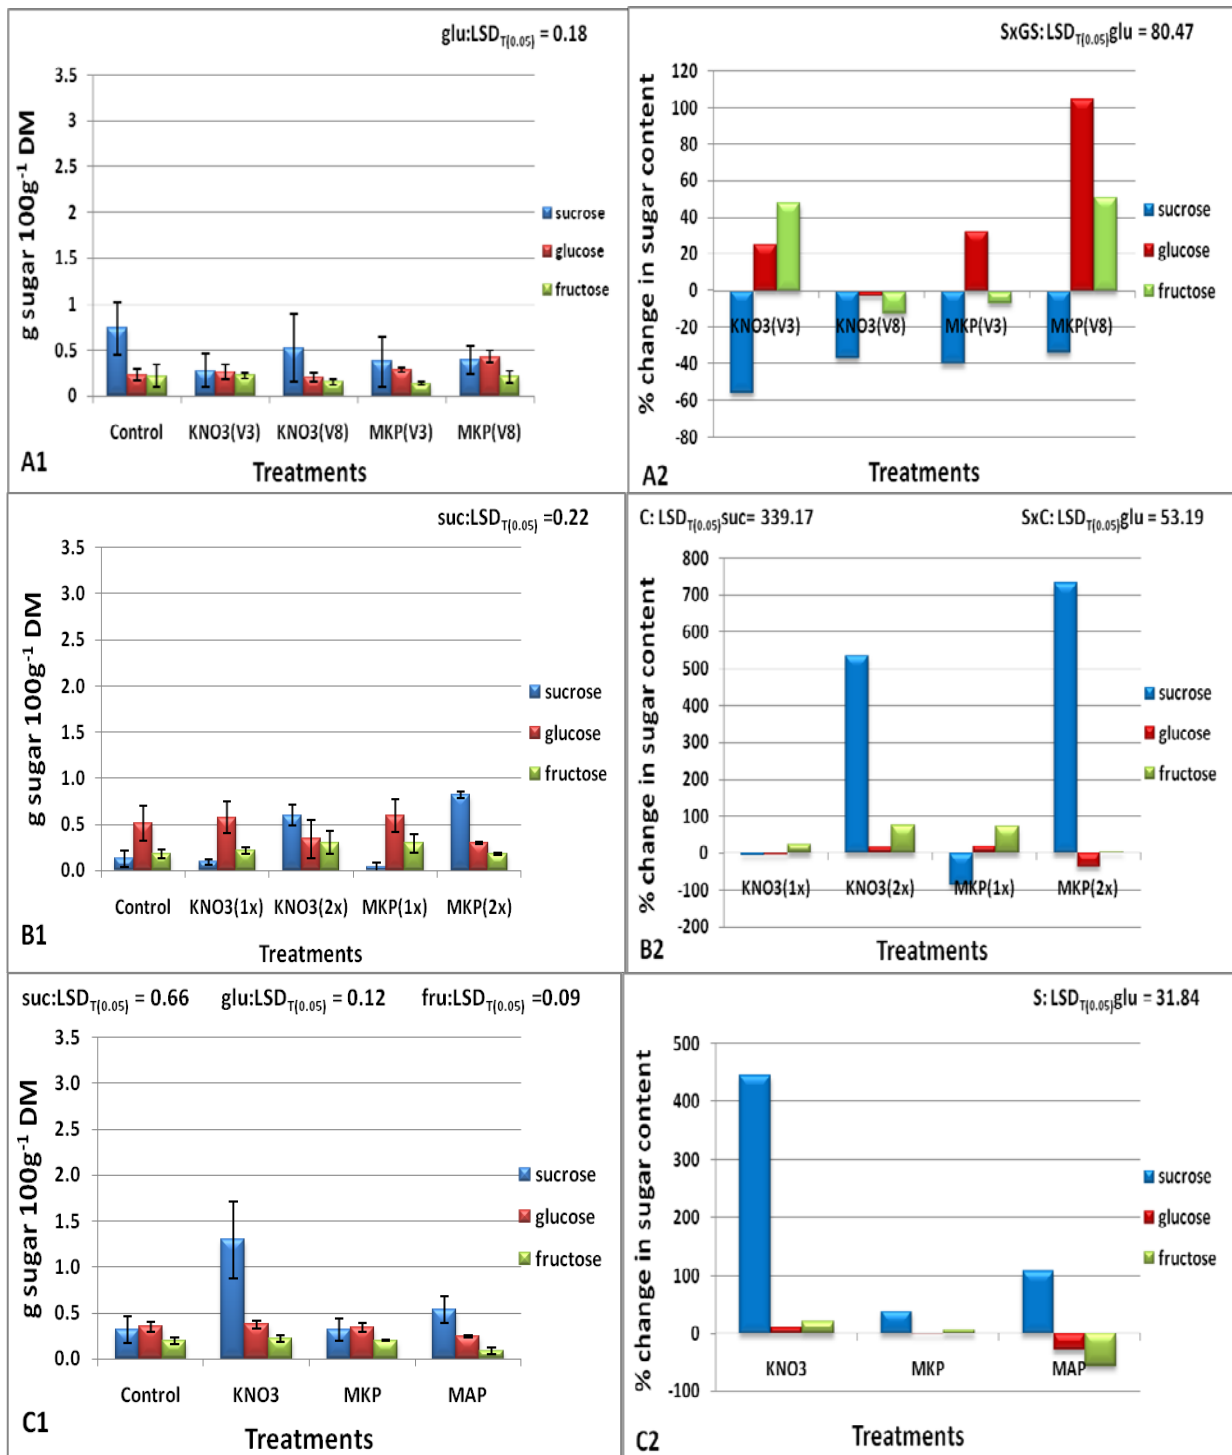 glu:LSD T(0.05) = 0.18
g sugar 100g-1 DM
3.5
3
2.5
2
1.5
1
0.5
0
sucrose
glucose
fructose
Control KNO3(V3) KNO3(V8) MKP(V3) MKP(V8)
A1
Treatments
SxGS: LSD T(0.05) glu = 80.47
% change in sugar content
120
100
80
60
40
20
0
-20
-40
-60
-80
sucrose
glucose
fructose
KNO3(V3) KNO3(V8) MKP(V3) MKP(V8)
A2
Treatments
suc:LSD T(0.05) =0.22
g sugar 100g-1 DM
3.5
3.0
2.5
2.0
1.5
1.0
0.5
0.0
sucrose
glucose
fructose
Control KNO3(1x) KNO3(2x) MKP(1x) MKP(2x)
B1
Treatments
C: LSD T(0.05) suc= 339.17 SxC: LSD T(0.05) glu = 53.19
% change in sugar content
800
700
600
500
400
300
200
100
0
-100
-200
sucrose
glucose
fructose
KNO3(1x) KNO3(2x) MKP(1x) MKP(2x)
B2
Treatments
suc:LSD T(0.05) = 0.66 glu:LSD T(0.05) = 0.12 fru:LSD T(0.05) =0.09
g sugar 100g-1 DM
3.5
3.0
2.5
2.0
1.5
1.0
0.5
0.0
sucrose
glucose
fructose
Control KNO3 MKP MAP
C1
Treatments
S: LSD T(0.05) glu = 31.84
% change in sugar content
500
400
300
200
100
0
-100
sucrose
glucose
fructose
KNO3 MKP MAP
C2
Treatments